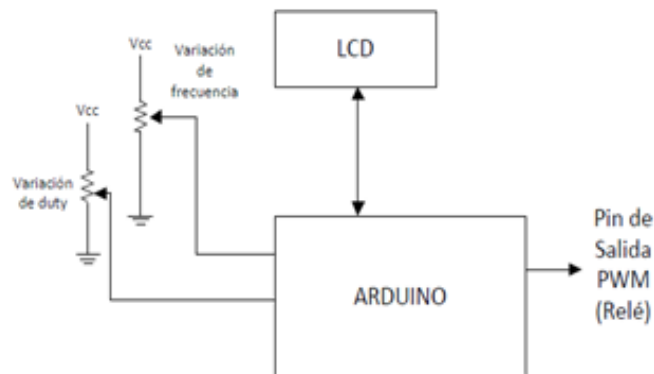 Vcc
Variación
de
frecuencia
LCD
Vcc
Variación
de duty
ARDUINO
Pin de
Salida
PWM
(Relé)